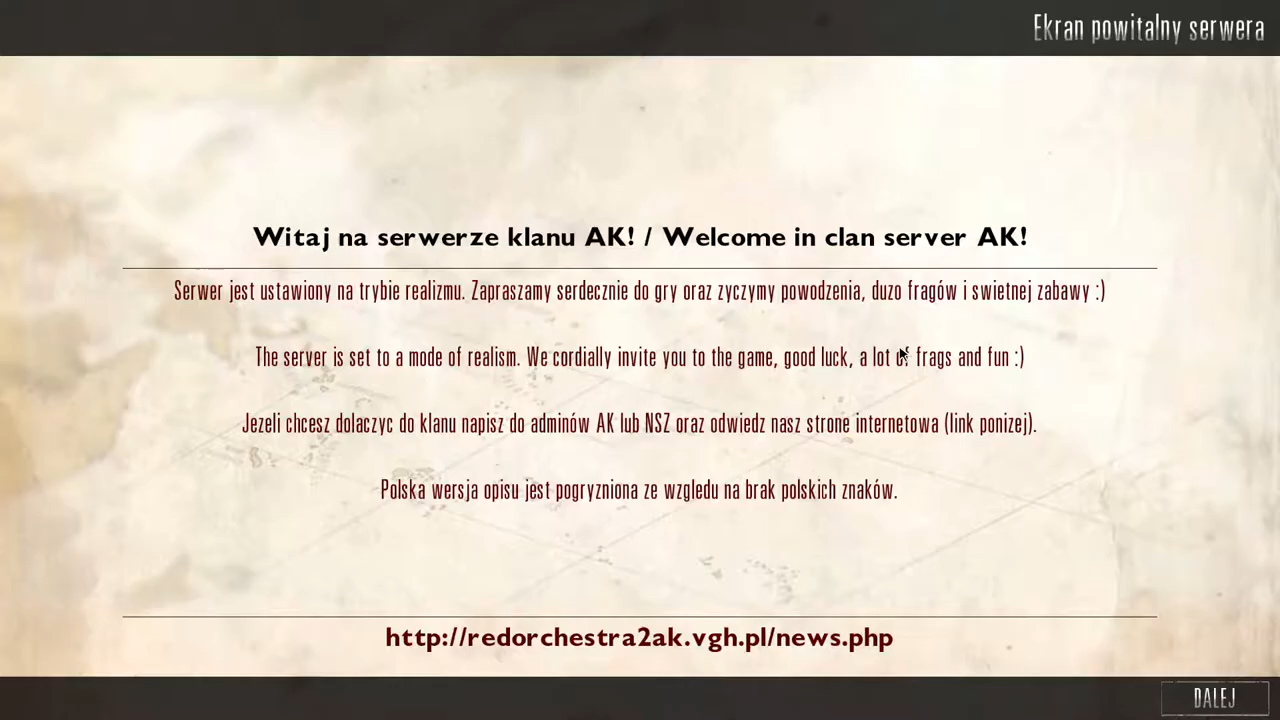 Ekran powitalny serwera
Witaj na serwerze klanu AK! / Welcome in clan server AK!
Serwer jest ustawiony na trybie realizmu. Zapraszamy serdecznie do gry oraz zyczymy powodzenia, duzo fragów i swietnej zabawy :)
The server is set to a mode of realism. We cordially invite you to the game, good luck, a lot of frags and fun :)
Jezeli chcesz dolaczyc do klanu napisz do adminów AK lub NSZ oraz odwiedz nasz strone internetowa (link ponizej).
Polska wersja opisu jest pogryzniona ze wzgledu na brak polskich znaków.
http://redorchestra2ak.vgh.pl/news.php
DALEJ